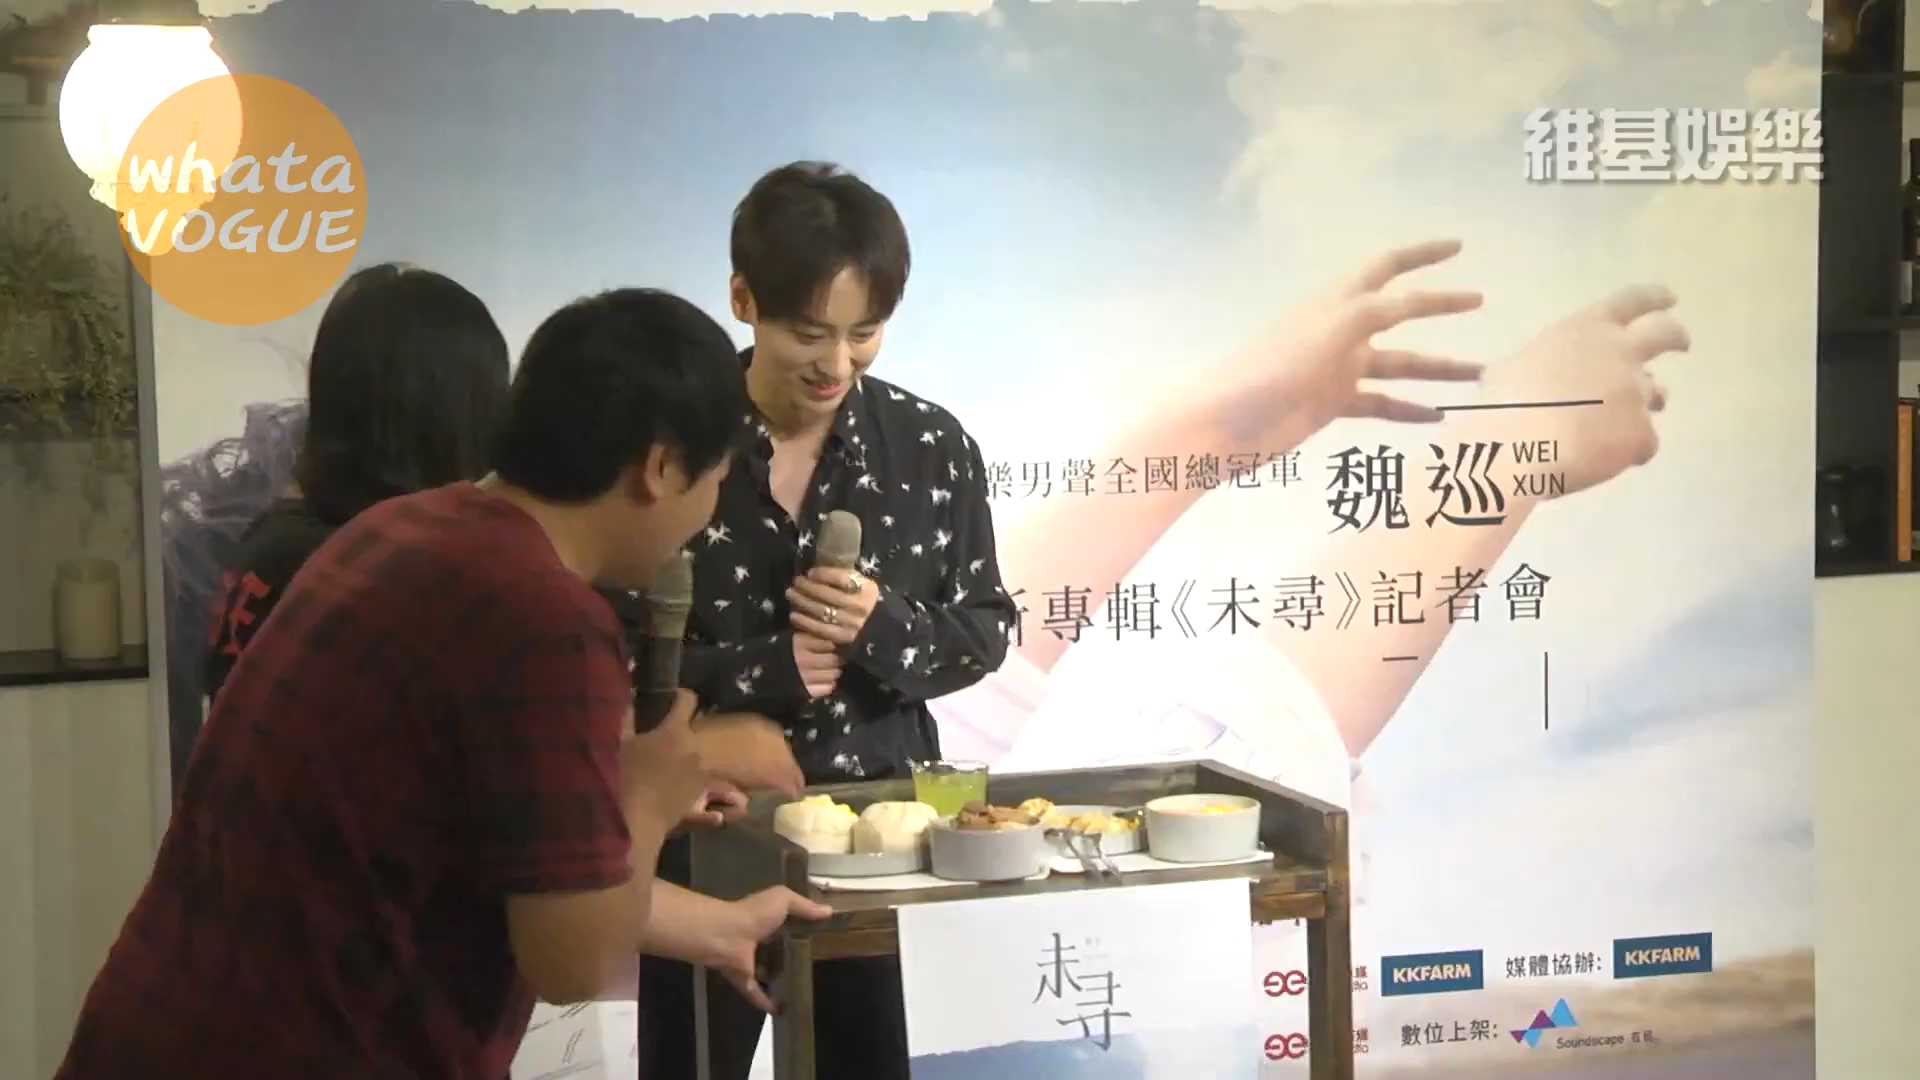 whata
VOGUE
維基娛樂
樂男聲全國總冠軍 魏巡 WEI
XUN
新專輯《未尋》記者會
未尋
KKFARM 媒體協辦: KKFARM
數位上架: Soundscape